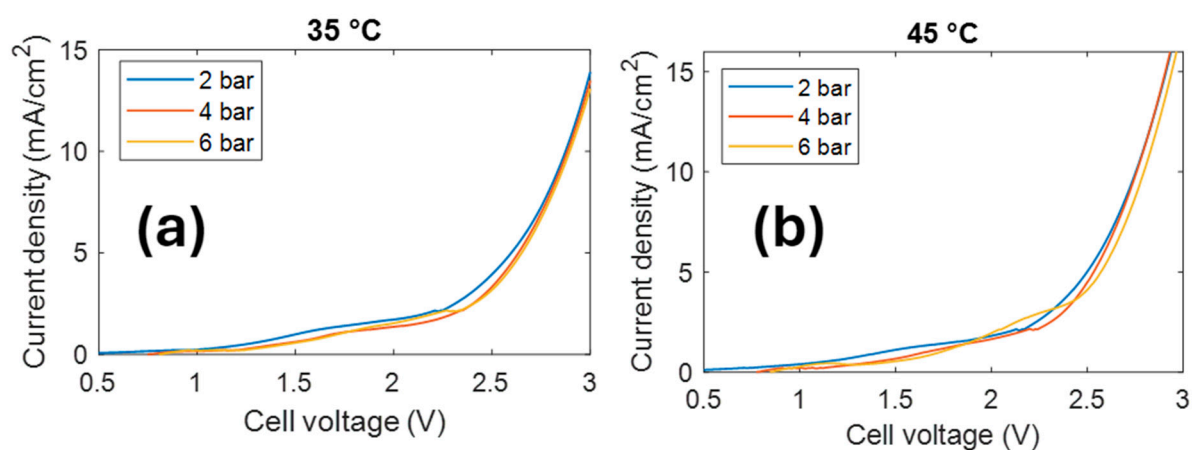 35 °C
Current density (mA/cm²)
15
10
5
0
2 bar
4 bar
6 bar
(a)
0.5 1 1.5 2 2.5 3
Cell voltage (V)
45 °C
Current density (mA/cm²)
15
10
5
0
2 bar
4 bar
6 bar
(b)
0.5 1 1.5 2 2.5 3
Cell voltage (V)